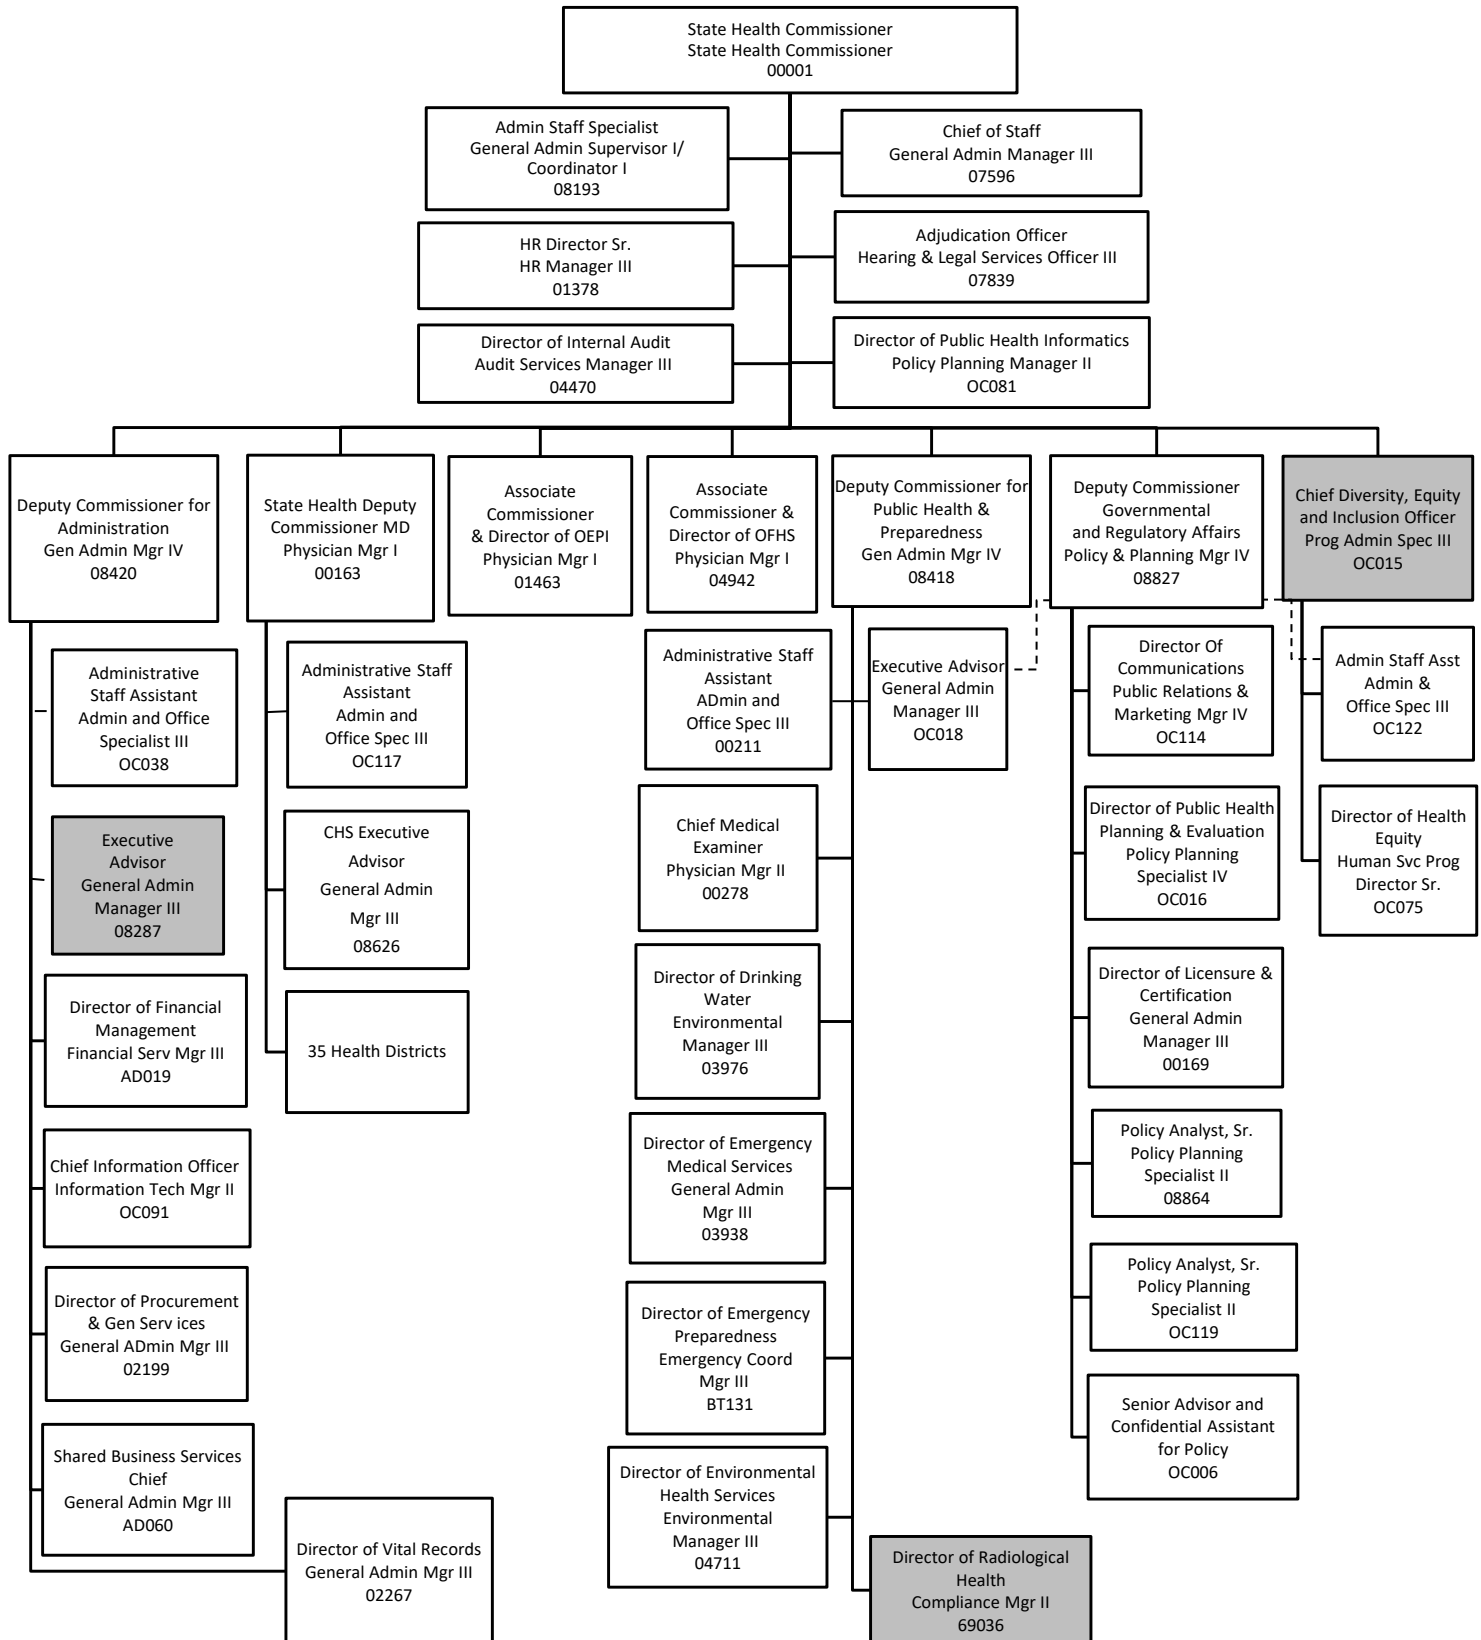 State Health Commissioner
State Health Commissioner
00001
Admin Staff Specialist
General Admin Supervisor I/
Coordinator I
08193
Chief of Staff
General Admin Manager III
07596
HR Director Sr.
HR Manager III
01378
Adjudication Officer
Hearing & Legal Services Officer III
07839
Director of Internal Audit
Audit Services Manager III
04470
Director of Public Health Informatics
Policy Planning Manager II
OC081
Deputy Commissioner for
Administration
Gen Admin Mgr IV
08420
State Health Deputy
Commissioner MD
Physician Mgr I
00163
Associate
Commissioner
& Director of OEPI
Physician Mgr I
01463
Associate
Commissioner &
Director of OFHS
Physician Mgr I
04942
Deputy Commissioner for
Public Health &
Preparedness
Gen Admin Mgr IV
08418
Deputy Commissioner
Governmental
and Regulatory Affairs
Policy & Planning Mgr IV
08827
Chief Diversity, Equity
and Inclusion Officer
Prog Admin Spec III
OC015
Administrative
Staff Assistant
Admin and Office
Specialist III
OC038
Executive
Advisor
General Admin
Manager III
08287
Director of Financial
Management
Financial Serv Mgr III
AD019
Chief Information Officer
Information Tech Mgr II
OC091
Director of Procurement
& Gen Serv ices
General ADmin Mgr III
02199
Shared Business Services
Chief
General Admin Mgr III
AD060
Director of Vital Records
General Admin Mgr III
02267
Administrative Staff
Assistant
Admin and
Office Spec III
OC117
CHS Executive
Advisor
General Admin
Mgr III
08626
35 Health Districts
Administrative Staff
Assistant
ADmin and
Office Spec III
00211
Executive Advisor
General Admin
Manager III
OC018
Chief Medical
Examiner
Physician Mgr II
00278
Director of Drinking
Water
Environmental
Manager III
03976
Director of Emergency
Medical Services
General Admin
Mgr III
03938
Director of Emergency
Preparedness
Emergency Coord
Mgr III
BT131
Director of Environmental
Health Services
Environmental
Manager III
04711
Director of Radiological
Health
Compliance Mgr II
69036
Director Of
Communications
Public Relations &
Marketing Mgr IV
OC114
Director of Public Health
Planning & Evaluation
Policy Planning
Specialist IV
OC016
Director of Licensure &
Certification
General Admin
Manager III
00169
Policy Analyst, Sr.
Policy Planning
Specialist II
08864
Policy Analyst, Sr.
Policy Planning
Specialist II
OC119
Senior Advisor and
Confidential Assistant
for Policy
OC006
Admin Staff Asst
Admin &
Office Spec III
OC122
Director of Health
Equity
Human Svc Prog
Director Sr.
OC075